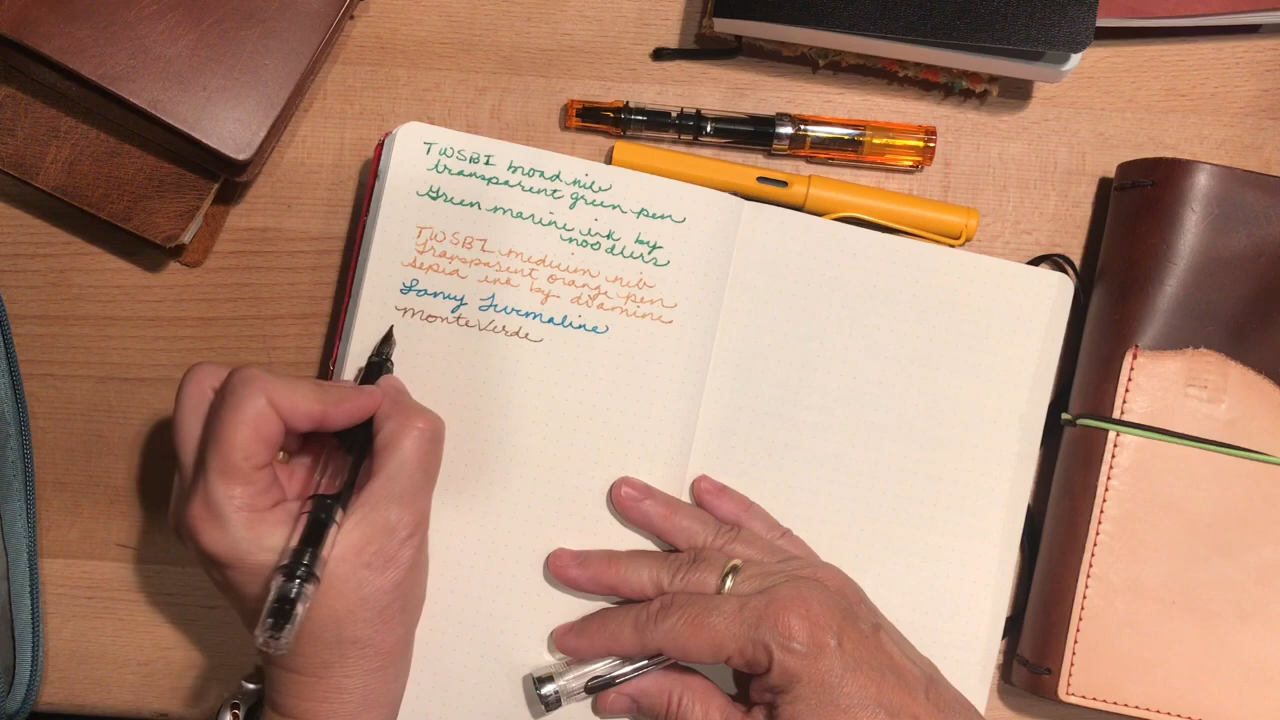 TWSBI broad nib
transparent green pen
Green marine ink by
noodlers
TWSBI medium nib
transparent orange pen
sepia ink by diamine
Lamy Turmaline
Monteverde